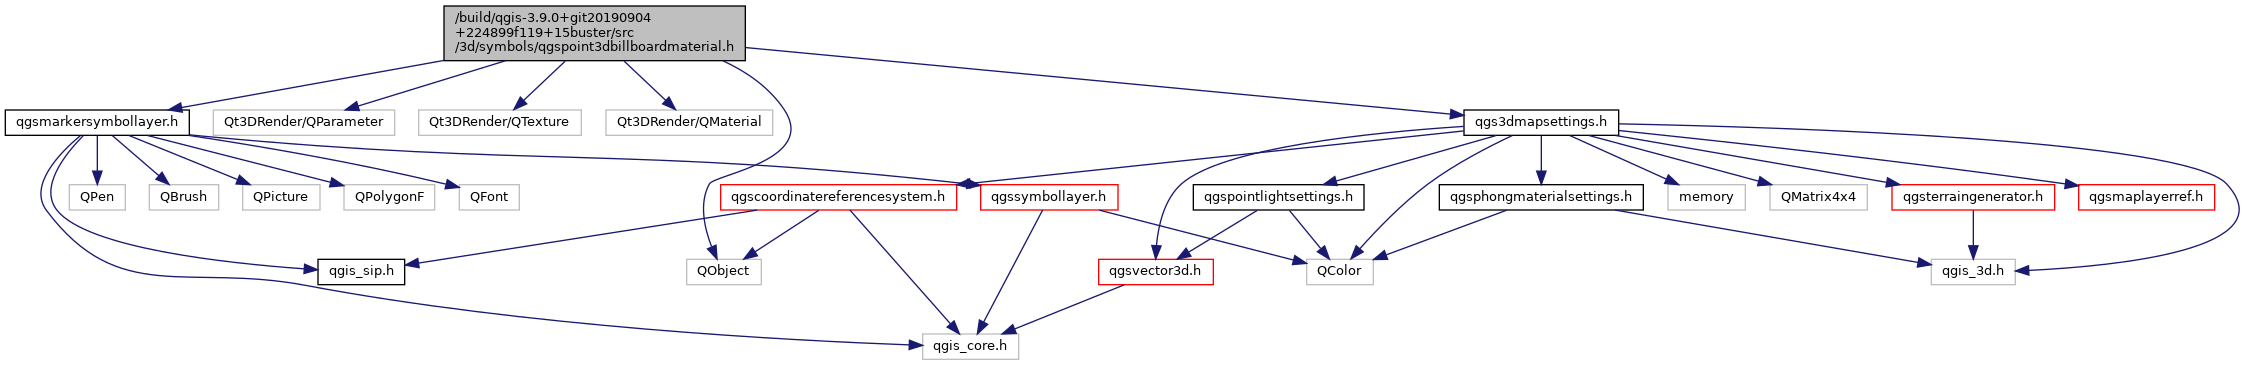 /build/qgis-3.9.0+git20190904
+224899f119+15buster/src
/3d/symbols/qgspoint3dbillboardmaterial.h
qgsmarkersymbollayer.h
Qt3DRender/QParameter
Qt3DRender/QTexture
Qt3DRender/QMaterial
qgs3dmapsettings.h
QPen
QBrush
QPicture
QPolygonF
QFont
qgscoordinatereferencesystem.h
qgssymbollayer.h
qgspointlightsettings.h
qgsphongmaterialsettings.h
memory
QMatrix4x4
qgsterraingenerator.h
qgsmaplayerref.h
qgis_sip.h
QObject
qgsvector3d.h
QColor
qgis_3d.h
qgis_core.h